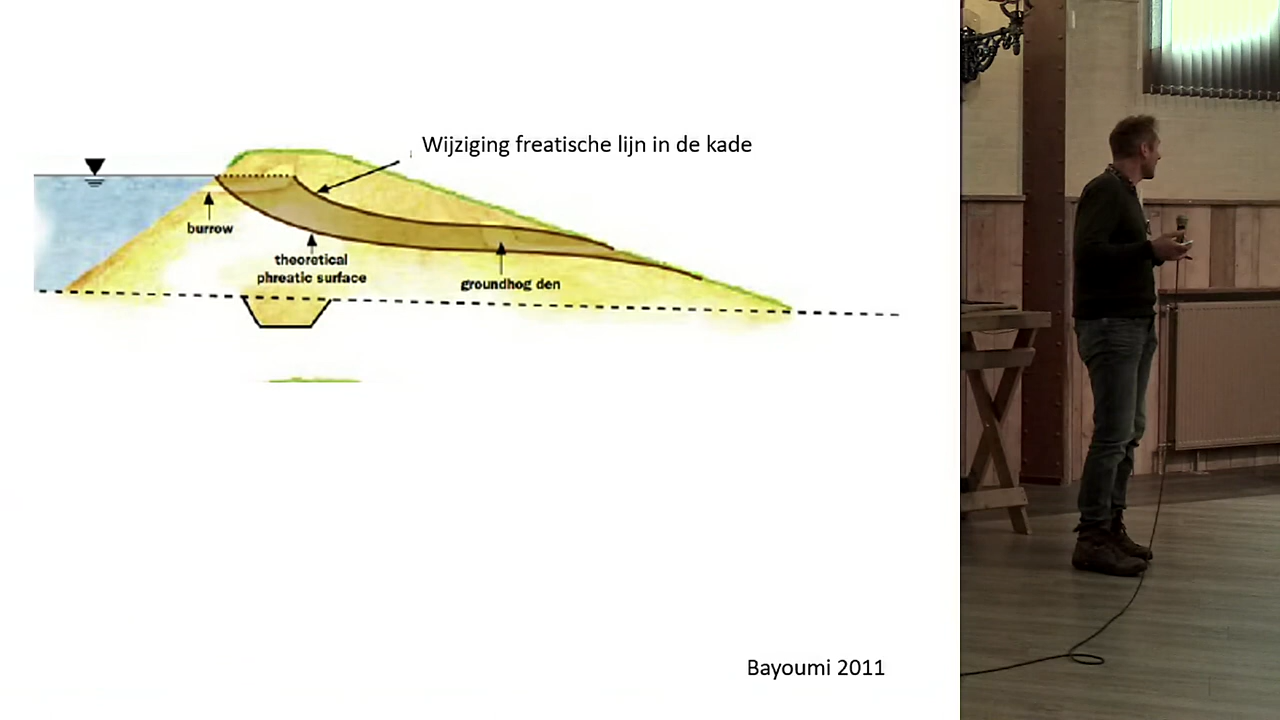 Wijziging freatische lijn in de kade
burrow
theoretical
phreatic surface
groundhog den
Bayoumi 2011